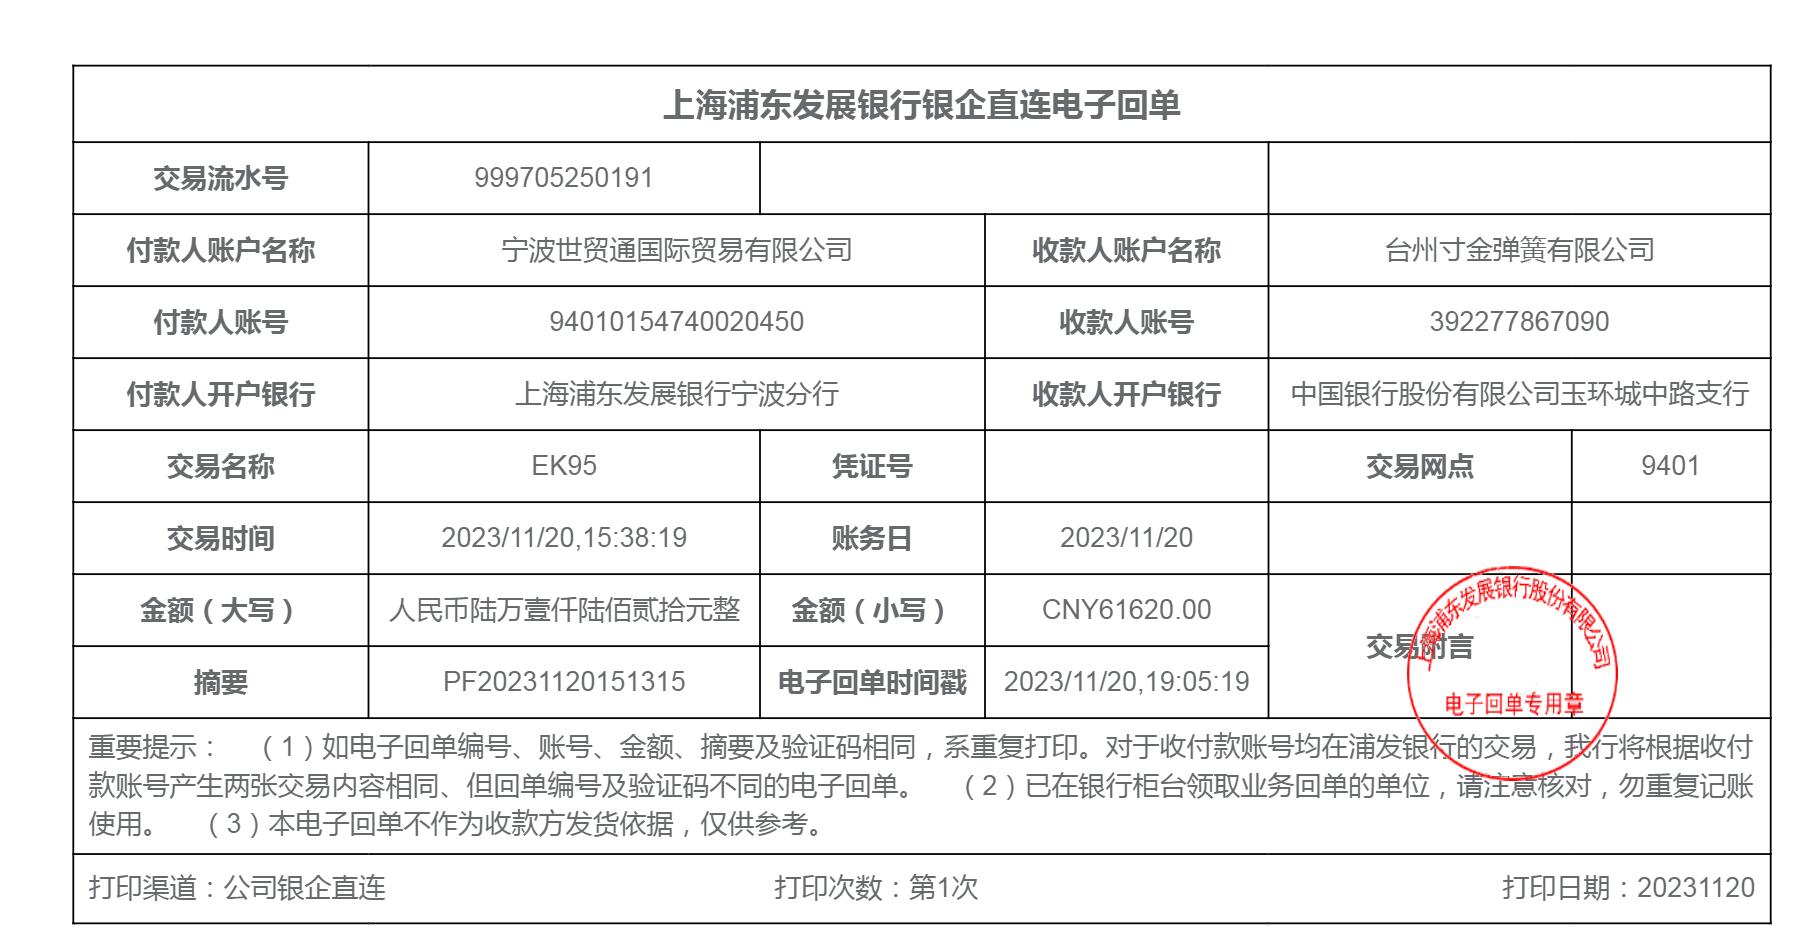 上海浦东发展银行银企直连电子回单
交易流水号 999705250191
付款人账户名称 宁波世贸通国际贸易有限公司 收款人账户名称 台州寸金弹簧有限公司
付款人账号 94010154740020450 收款人账号 392277867090
付款人开户银行 上海浦东发展银行宁波分行 收款人开户银行 中国银行股份有限公司玉环城中路支行
交易名称 EK95 凭证号 交易网点 9401
交易时间 2023/11/20,15:38:19 账务日 2023/11/20
金额（大写） 人民币陆万壹仟陆佰贰拾元整 金额（小写） CNY61620.00
交易附言
摘要 PF20231120151315 电子回单时间戳 2023/11/20,19:05:19
上海浦东发展银行股份有限公司
电子回单专用章
重要提示： （1）如电子回单编号、账号、金额、摘要及验证码相同，系重复打印。对于收付款账号均在浦发银行的交易，我行将根据收付
款账号产生两张交易内容相同、但回单编号及验证码不同的电子回单。 （2）已在银行柜台领取业务回单的单位，请注意核对，勿重复记账
使用。 （3）本电子回单不作为收款方发货依据，仅供参考。
打印渠道：公司银企直连 打印次数：第1次 打印日期：20231120